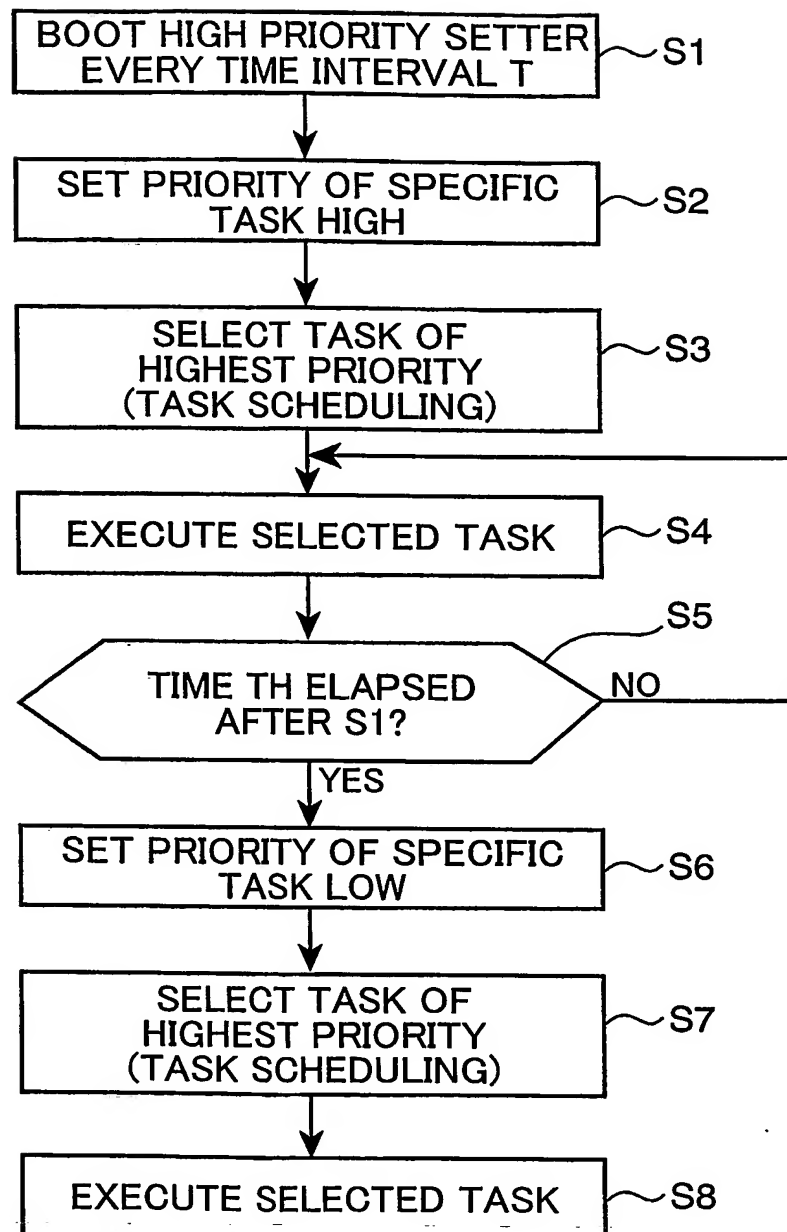 BOOT HIGH PRIORITY SETTER
EVERY TIME INTERVAL T
S1
SET PRIORITY OF SPECIFIC
TASK HIGH
S2
SELECT TASK OF
HIGHEST PRIORITY
(TASK SCHEDULING)
S3
EXECUTE SELECTED TASK
S4
S5
TIME TH ELAPSED
AFTER S1?
NO
YES
SET PRIORITY OF SPECIFIC
TASK LOW
S6
SELECT TASK OF
HIGHEST PRIORITY
(TASK SCHEDULING)
S7
EXECUTE SELECTED TASK
S8